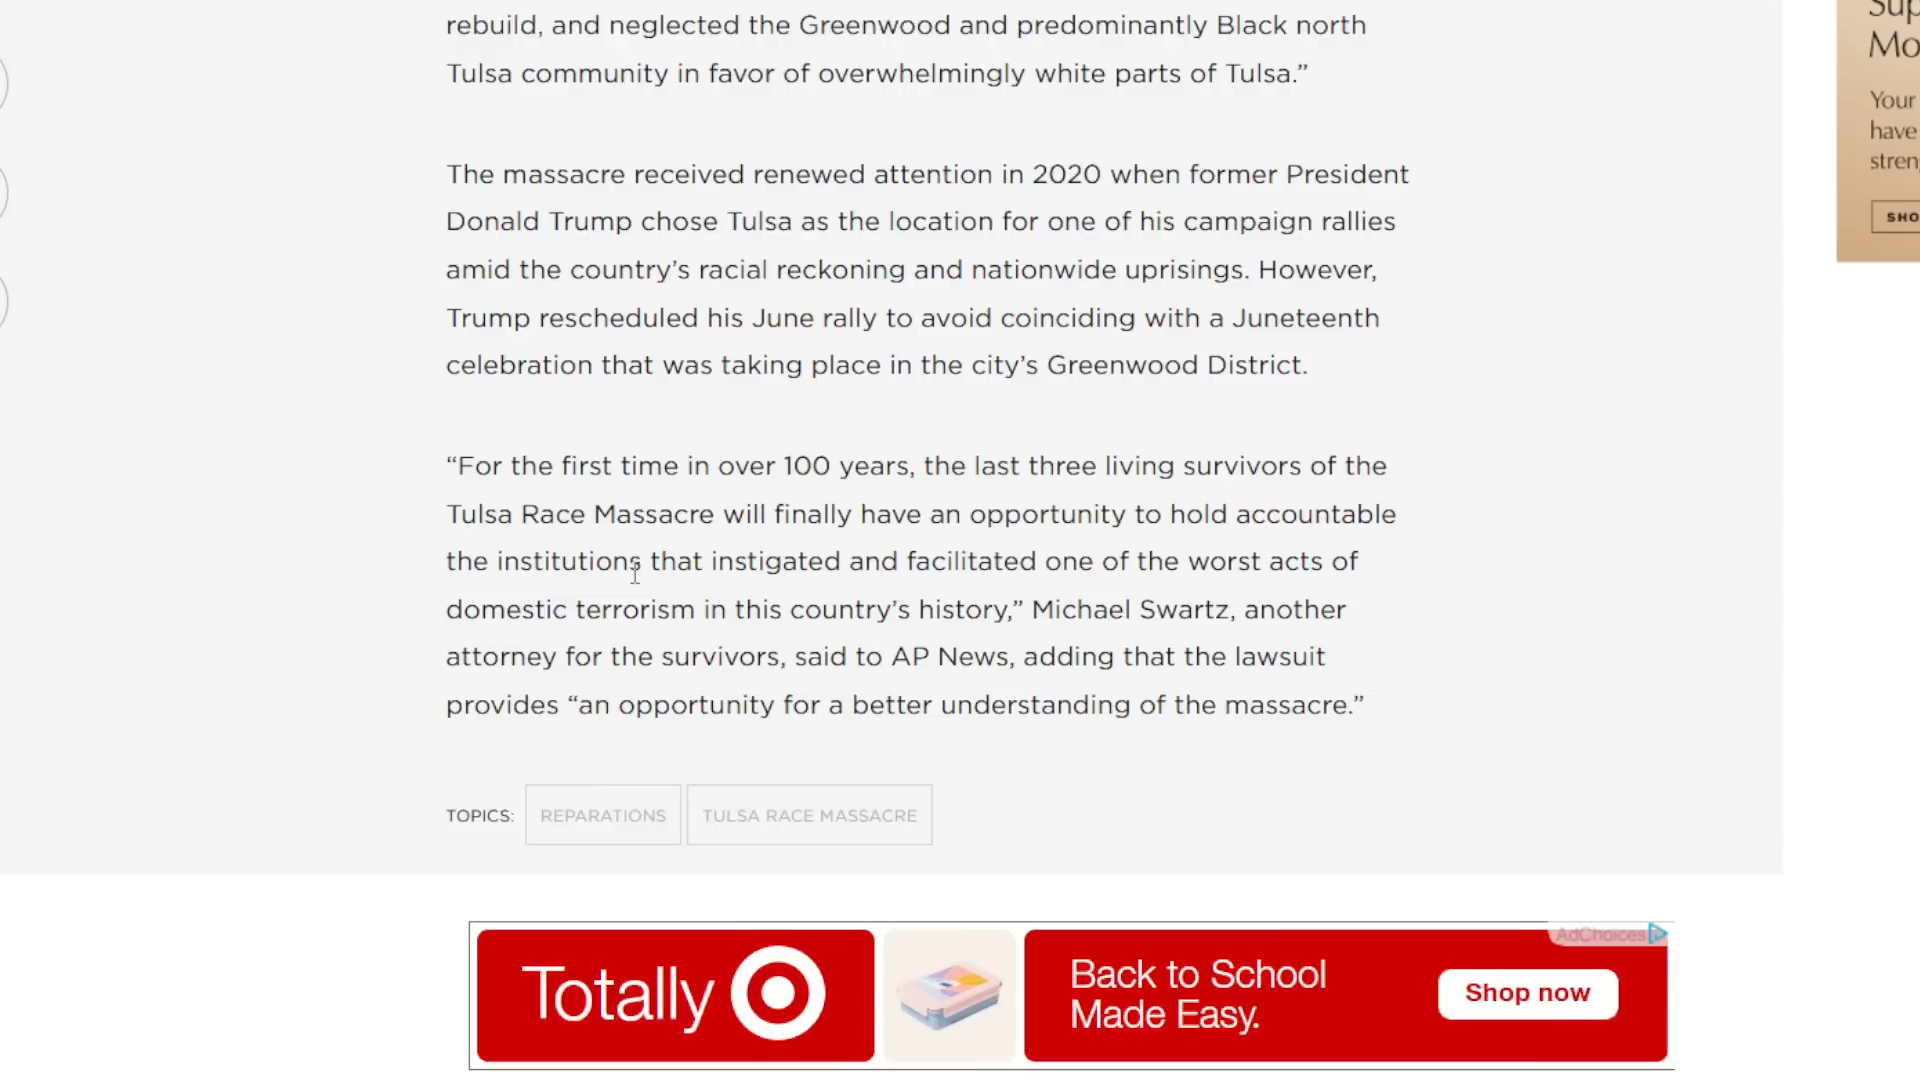 rebuild, and neglected the Greenwood and predominantly Black north
Tulsa community in favor of overwhelmingly white parts of Tulsa.”
The massacre received renewed attention in 2020 when former President
Donald Trump chose Tulsa as the location for one of his campaign rallies
amid the country’s racial reckoning and nationwide uprisings. However,
Trump rescheduled his June rally to avoid coinciding with a Juneteenth
celebration that was taking place in the city’s Greenwood District.
“For the first time in over 100 years, the last three living survivors of the
Tulsa Race Massacre will finally have an opportunity to hold accountable
the institutions that instigated and facilitated one of the worst acts of
domestic terrorism in this country’s history,” Michael Swartz, another
attorney for the survivors, said to AP News, adding that the lawsuit
provides “an opportunity for a better understanding of the massacre.”
TOPICS: REPARATIONS TULSA RACE MASSACRE
Your
have
Totally
Back to School
Made Easy.
Shop now
AdChoices